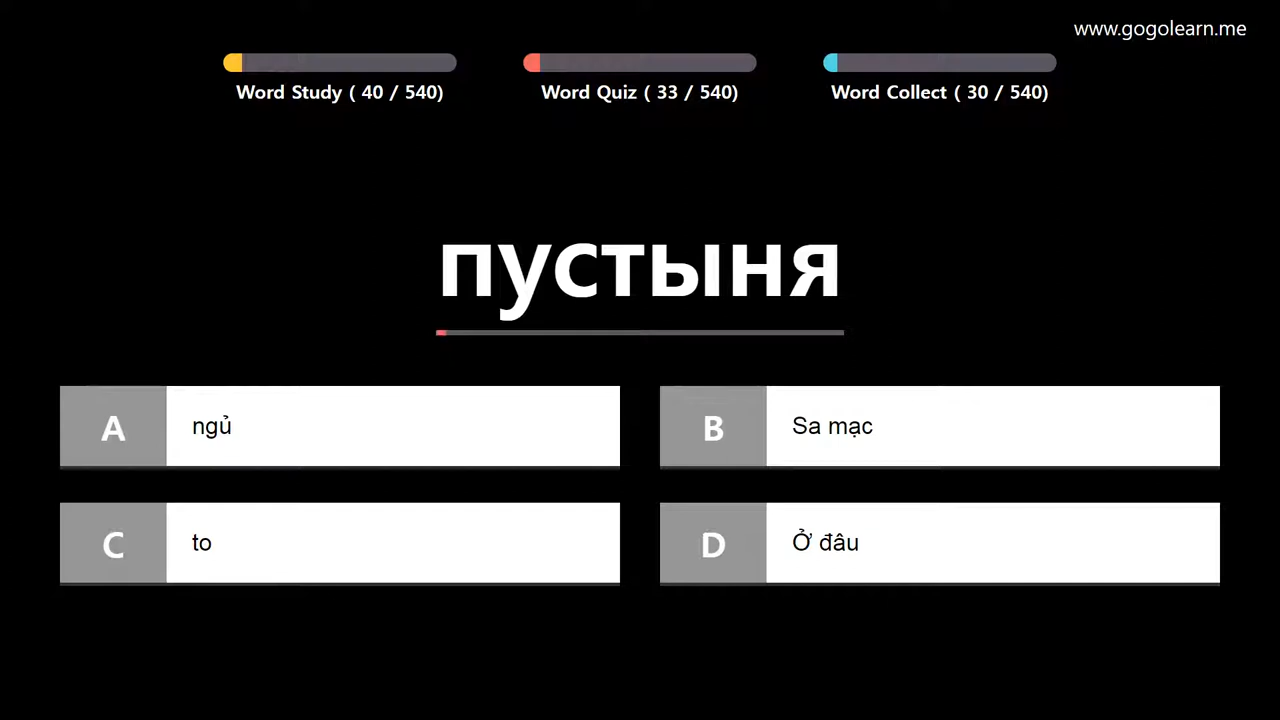 www.gogolearn.me
Word Study ( 40 / 540)
Word Quiz ( 33 / 540)
Word Collect ( 30 / 540)
пустыня
A ngủ
B Sa mạc
C to
D Ở đâu